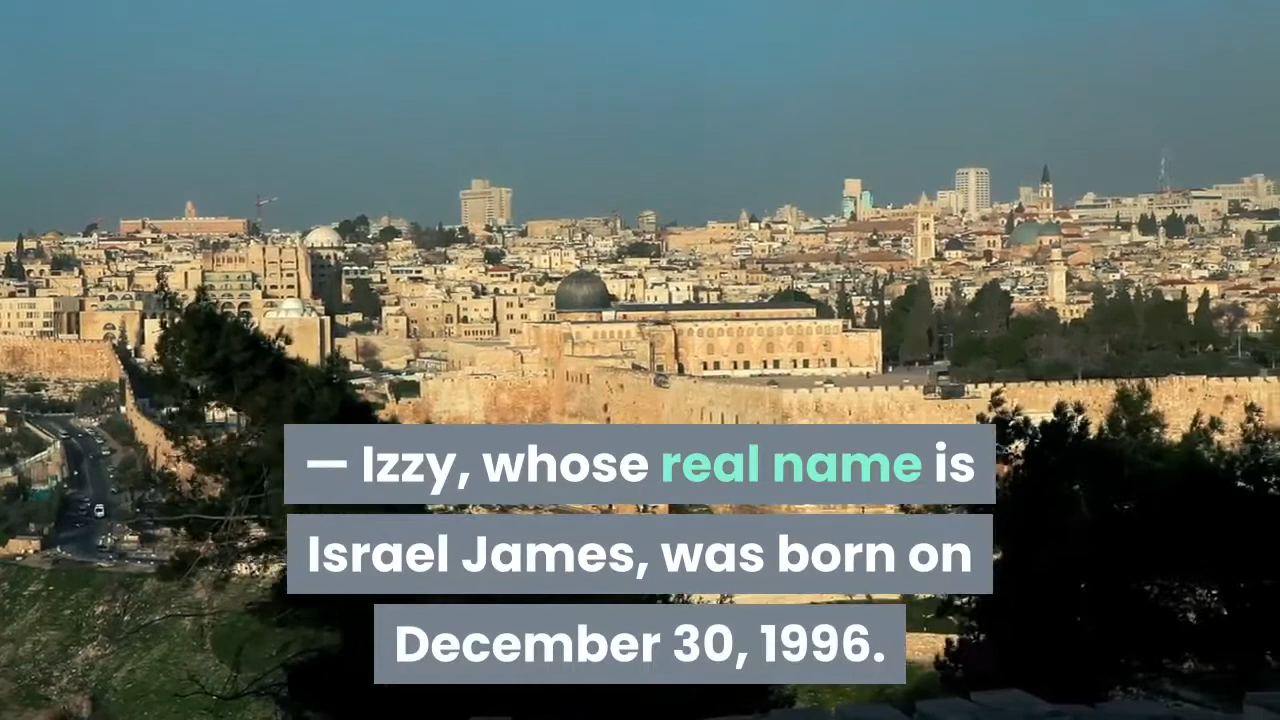 — Izzy, whose real name is
Israel James, was born on
December 30, 1996.